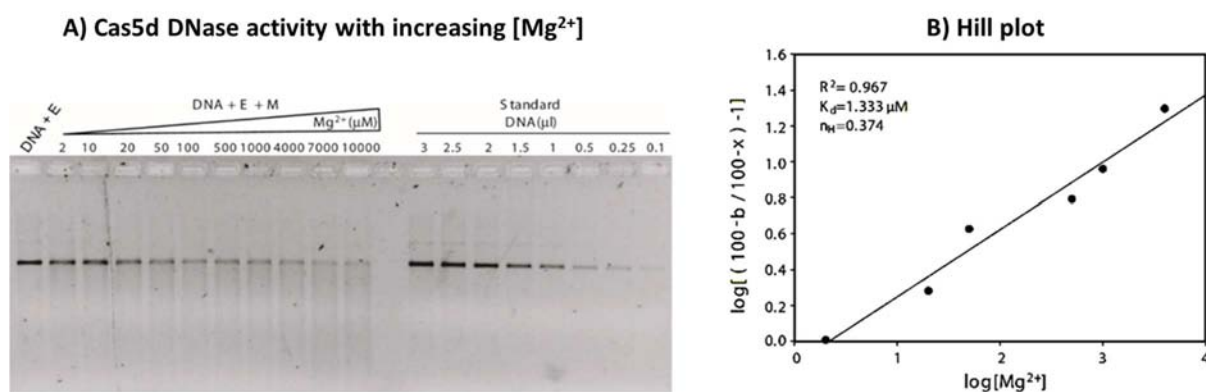 A) Cas5d DNase activity with increasing [Mg²⁺]
DNA + E
DNA + E + M
Mg²⁺(μM)
2 10 20 50 100 500 1000 4000 7000 10000
Standard
DNA(μl)
3 2.5 2 1.5 1 0.5 0.25 0.1
B) Hill plot
R²= 0.967
Kd=1.333 μM
nH=0.374
log[ (100-b / 100-x ) -1]
1.6
1.4
1.2
1.0
0.8
0.6
0.4
0.2
0.0
0 1 2 3 4
log[Mg²⁺]